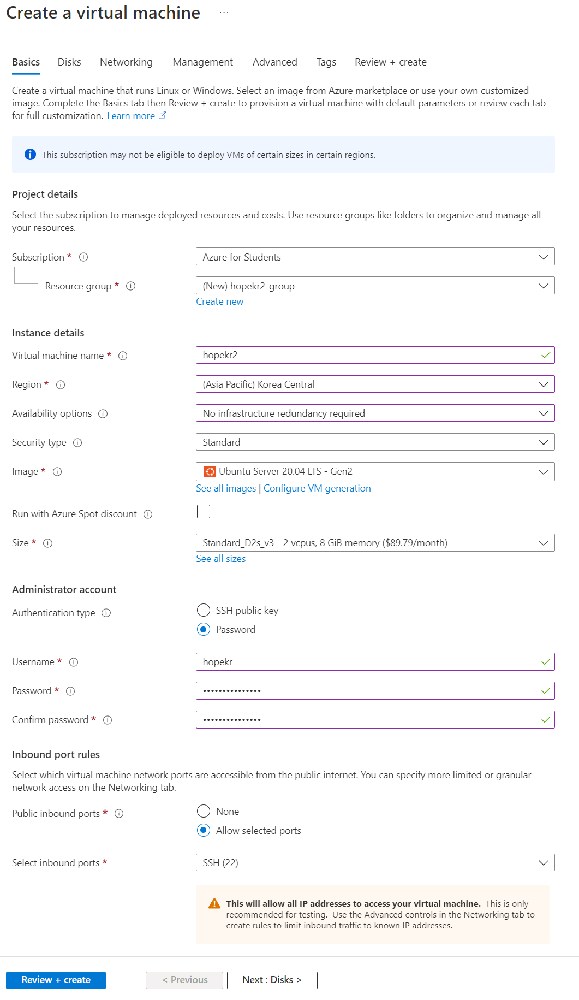 Create a virtual machine ...
Basics Disks Networking Management Advanced Tags Review + create
Create a virtual machine that runs Linux or Windows. Select an image from Azure marketplace or use your own customized
image. Complete the Basics tab then Review + create to provision a virtual machine with default parameters or review each tab
for full customization. Learn more
This subscription may not be eligible to deploy VMs of certain sizes in certain regions.
Project details
Select the subscription to manage deployed resources and costs. Use resource groups like folders to organize and manage all
your resources.
Subscription * Azure for Students
Resource group * (New) hopekr2_group
Create new
Instance details
Virtual machine name * hopekr2
Region * (Asia Pacific) Korea Central
Availability options No infrastructure redundancy required
Security type Standard
Image * Ubuntu Server 20.04 LTS - Gen2
See all images | Configure VM generation
Run with Azure Spot discount
Size * Standard_D2s_v3 - 2 vcpus, 8 GiB memory ($89.79/month)
See all sizes
Administrator account
Authentication type SSH public key
Password
Username * hopekr
Password * •••••••••••••••
Confirm password * •••••••••••••••
Inbound port rules
Select which virtual machine network ports are accessible from the public internet. You can specify more limited or granular
network access on the Networking tab.
Public inbound ports * None
Allow selected ports
Select inbound ports * SSH (22)
This will allow all IP addresses to access your virtual machine. This is only
recommended for testing. Use the Advanced controls in the Networking tab to
create rules to limit inbound traffic to known IP addresses.
Review + create < Previous Next : Disks >